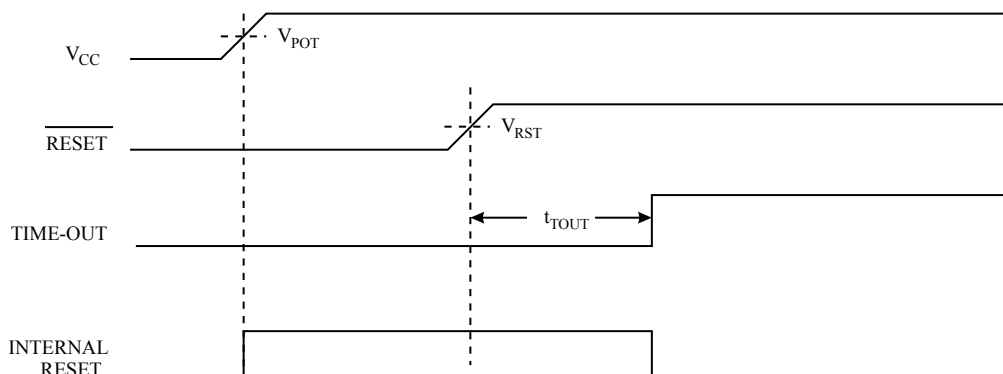 V_CC
V_POT
RESET
V_RST
t_TOUT
TIME-OUT
INTERNAL
RESET